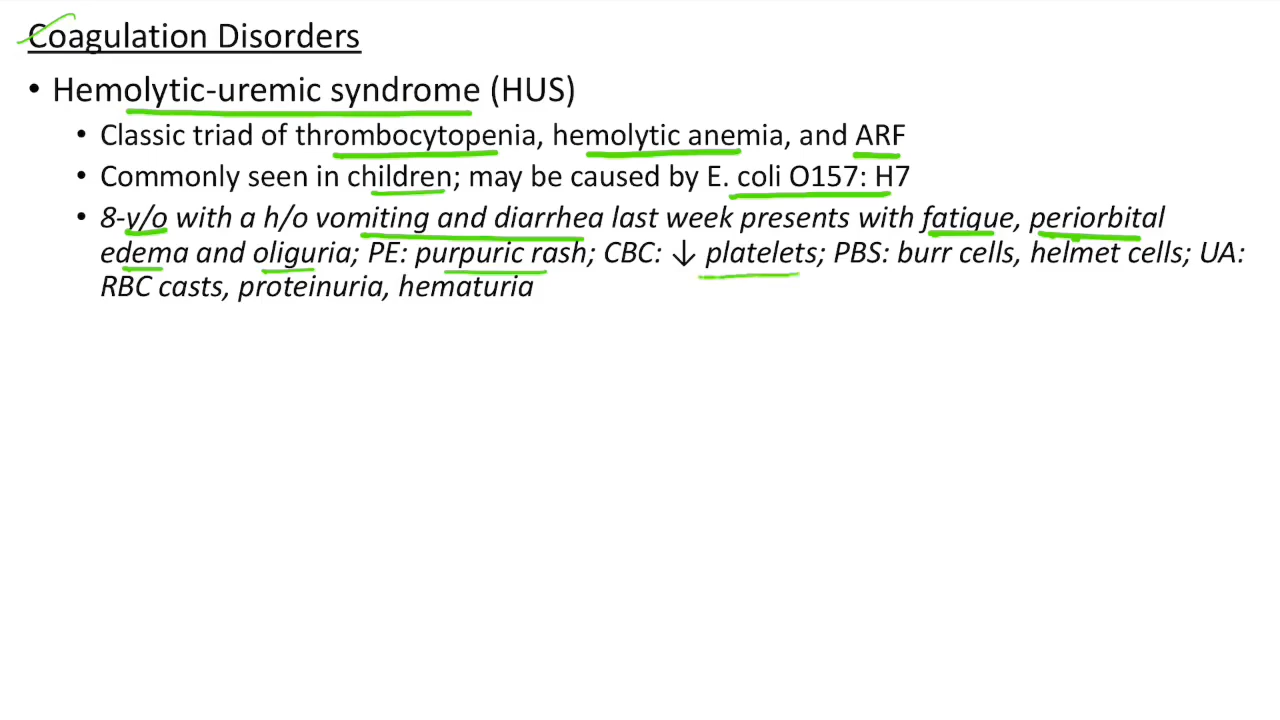 Coagulation Disorders
• Hemolytic-uremic syndrome (HUS)
• Classic triad of thrombocytopenia, hemolytic anemia, and ARF
• Commonly seen in children; may be caused by E. coli O157: H7
• 8-y/o with a h/o vomiting and diarrhea last week presents with fatigue, periorbital
edema and oliguria; PE: purpuric rash; CBC: ↓ platelets; PBS: burr cells, helmet cells; UA:
RBC casts, proteinuria, hematuria